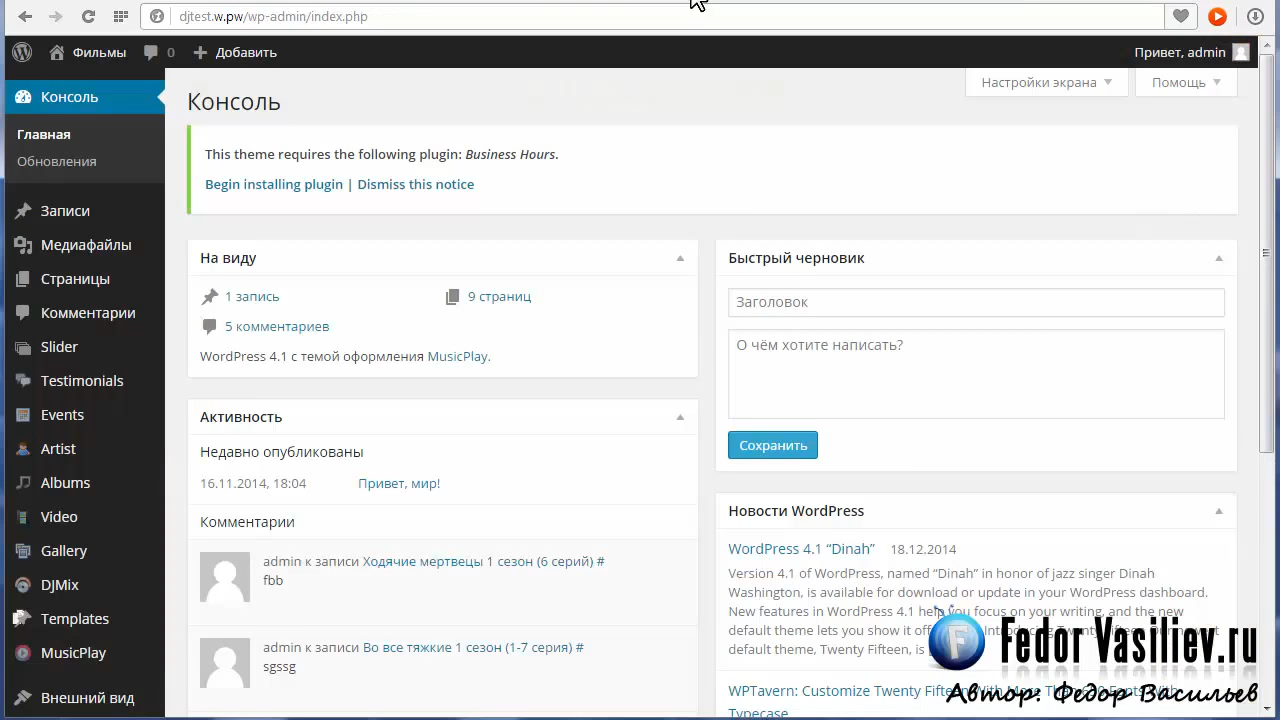 djtest.w.pw/wp-admin/index.php
Фильмы 0 Добавить Привет, admin
Консоль
Главная
Обновления
Записи
Медиафайлы
Страницы
Комментарии
Slider
Testimonials
Events
Artist
Albums
Video
Gallery
DJMix
Templates
MusicPlay
Внешний вид
Настройки экрана
Помощь
Консоль
This theme requires the following plugin: Business Hours.
Begin installing plugin | Dismiss this notice
На виду
1 запись 9 страниц
5 комментариев
WordPress 4.1 с темой оформления MusicPlay.
Активность
Недавно опубликованы
16.11.2014, 18:04 Привет, мир!
Комментарии
admin к записи Ходячие мертвецы 1 сезон (6 серий) #
fbb
admin к записи Во все тяжкие 1 сезон (1-7 серия) #
sgssg
Быстрый черновик
Заголовок
О чём хотите написать?
Сохранить
Новости WordPress
WordPress 4.1 “Dinah” 18.12.2014
Version 4.1 of WordPress, named “Dinah” in honor of jazz singer Dinah
Washington, is available for download or update in your WordPress dashboard.
New features in WordPress 4.1 help you focus on your writing, and the new
default theme lets you show it off
default theme, Twenty Fifteen, is
WPTavern: Customize Twenty Fifteen With More Than
Typecase
F Fedor Vasiliev.ru
Автор: Федор Васильев